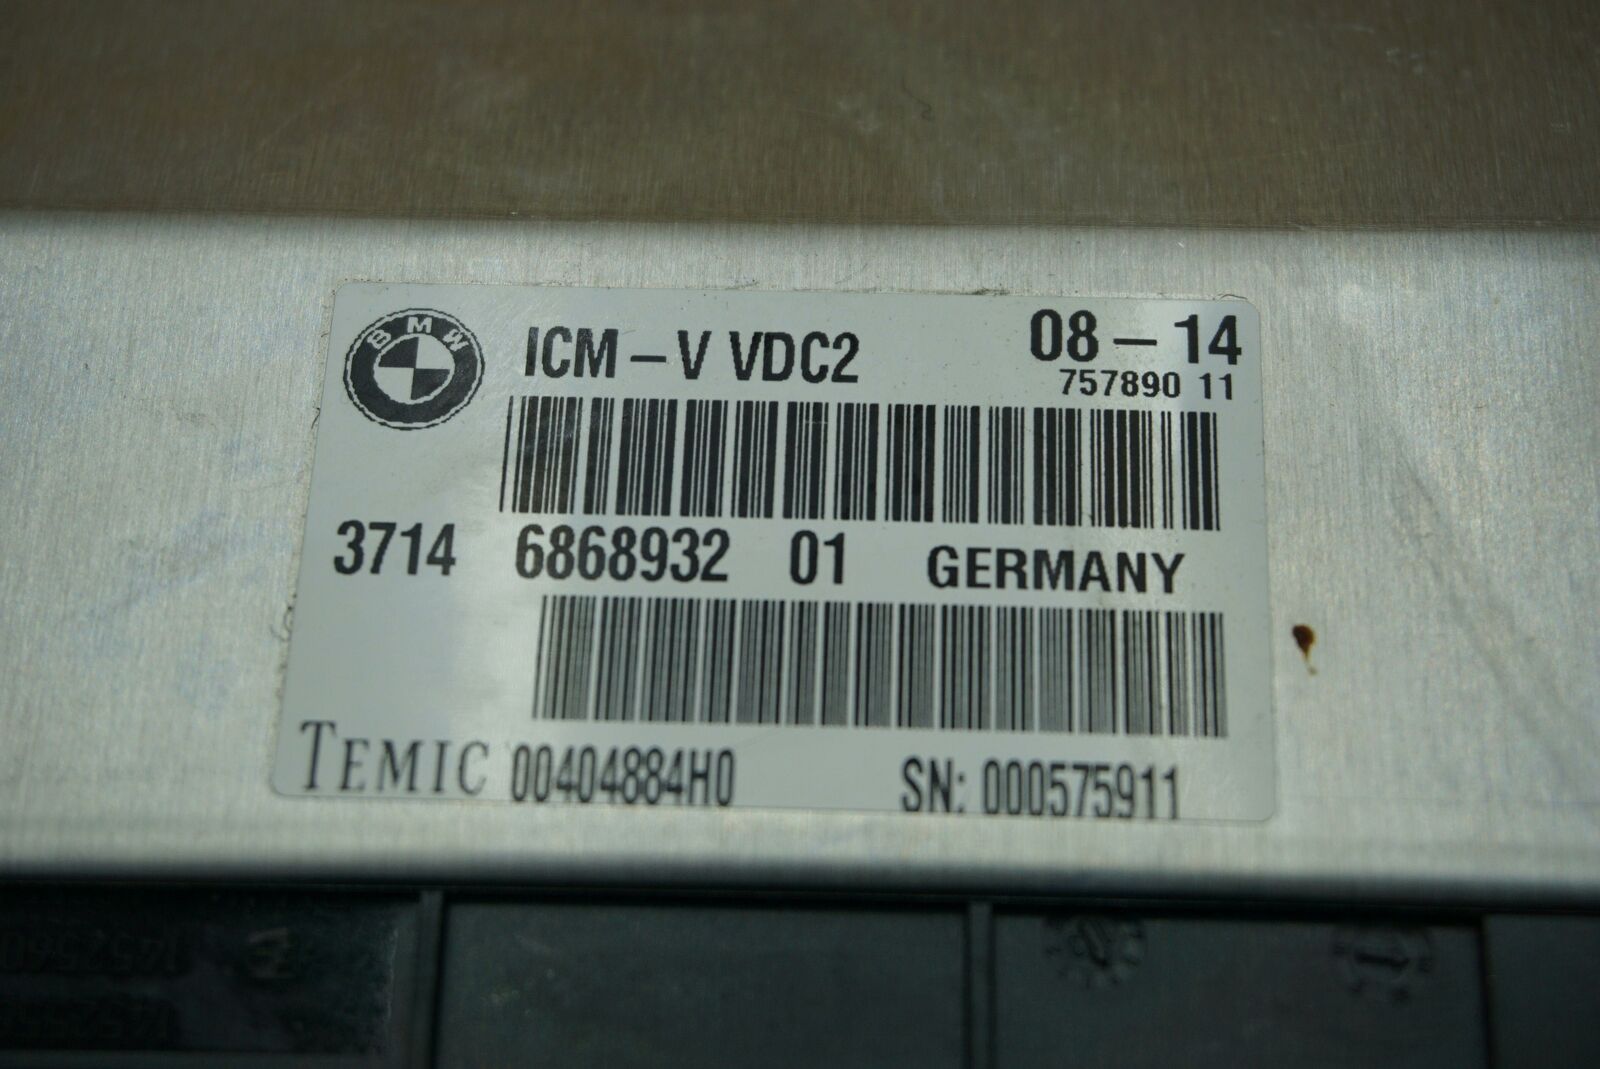 BMW
ICM – V VDC2
08 – 14
757890 11
3714 6868932 01 GERMANY
TEMIC 00404884H0 SN: 000575911